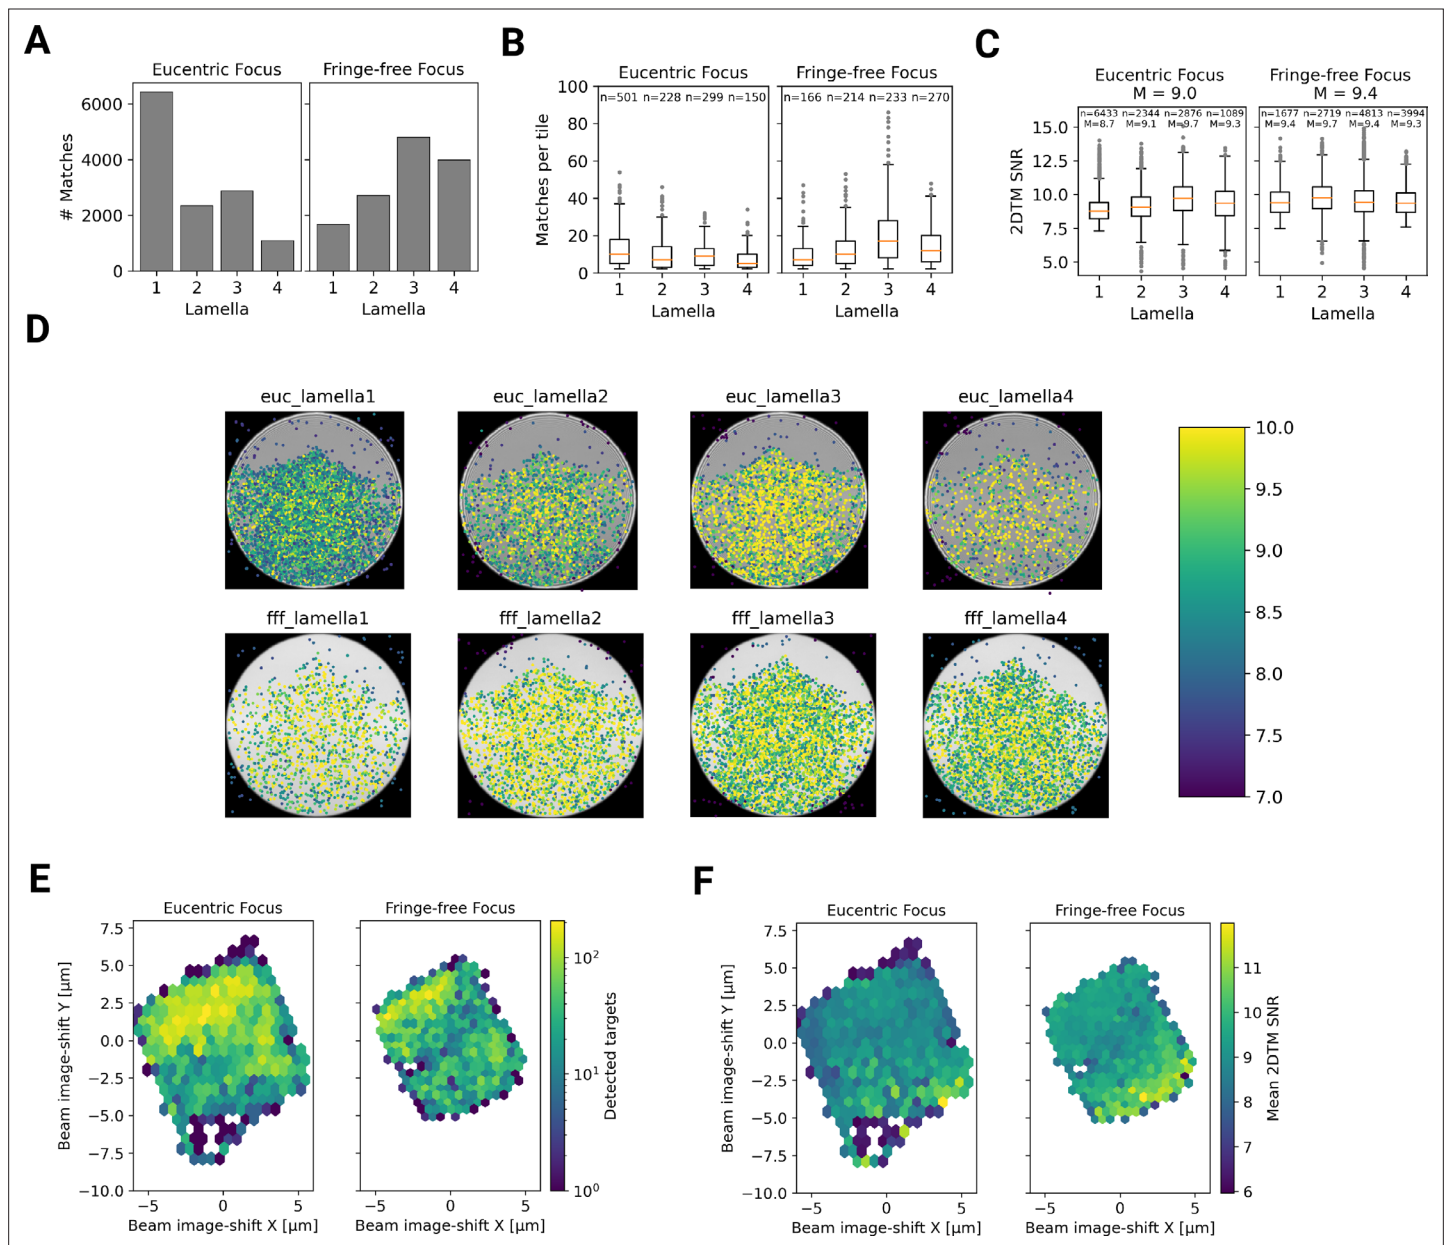 A
Eucentric Focus
Fringe-free Focus
# Matches
6000
4000
2000
0
1 2 3 4
1 2 3 4
Lamella
Lamella
B
Eucentric Focus
Fringe-free Focus
Matches per tile
100
80
60
40
20
0
n=501 n=228 n=299 n=150
n=166 n=214 n=233 n=270
1 2 3 4
1 2 3 4
Lamella
Lamella
C
Eucentric Focus
M = 9.0
Fringe-free Focus
M = 9.4
2DTM SNR
15.0
12.5
10.0
7.5
5.0
n=6433 n=2344 n=2876 n=1089
M=8.7 M=9.1 M=9.7 M=9.3
n=1677 n=2719 n=4813 n=3994
M=9.4 M=9.7 M=9.4 M=9.3
1 2 3 4
1 2 3 4
Lamella
Lamella
D
euc_lamella1
euc_lamella2
euc_lamella3
euc_lamella4
fff_lamella1
fff_lamella2
fff_lamella3
fff_lamella4
10.0
9.5
9.0
8.5
8.0
7.5
7.0
E
Eucentric Focus
Fringe-free Focus
Beam image-shift Y [µm]
7.5
5.0
2.5
0.0
−2.5
−5.0
−7.5
−10.0
−5 0 5
−5 0 5
Beam image-shift X [µm]
Beam image-shift X [µm]
10²
10¹
10⁰
Detected targets
F
Eucentric Focus
Fringe-free Focus
Beam image-shift Y [µm]
7.5
5.0
2.5
0.0
−2.5
−5.0
−7.5
−10.0
−5 0 5
−5 0 5
Beam image-shift X [µm]
Beam image-shift X [µm]
11
10
9
8
7
6
Mean 2DTM SNR